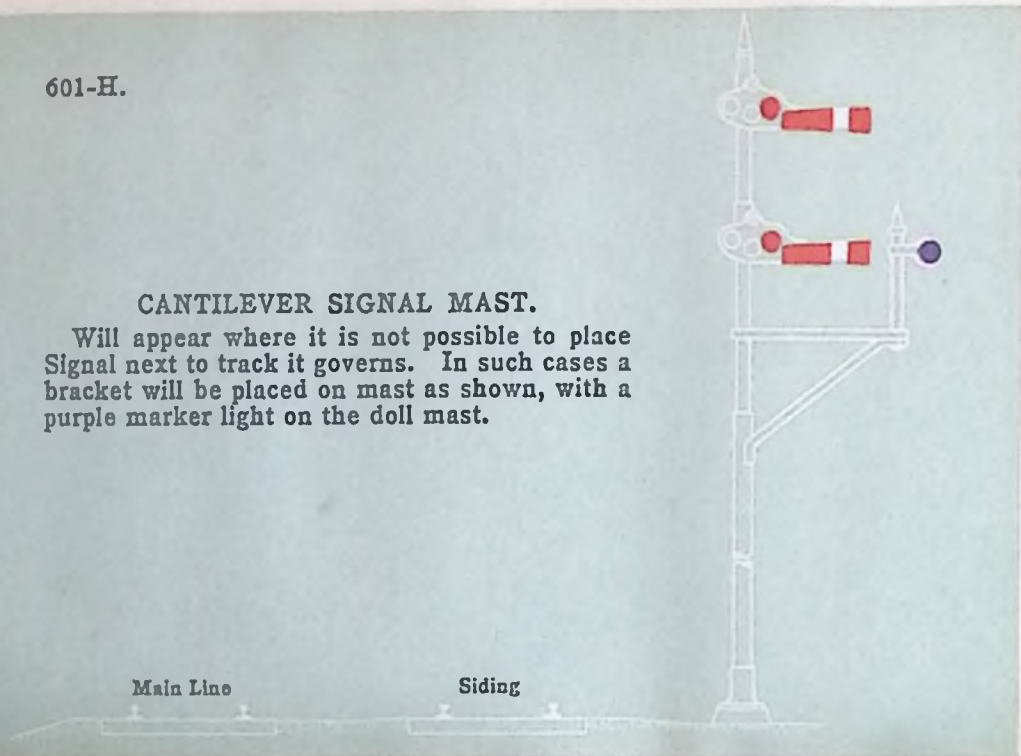 601-H.
CANTILEVER SIGNAL MAST.
Will appear where it is not possible to place
Signal next to track it governs. In such cases a
bracket will be placed on mast as shown, with a
purple marker light on the doll mast.
Main Line
Siding